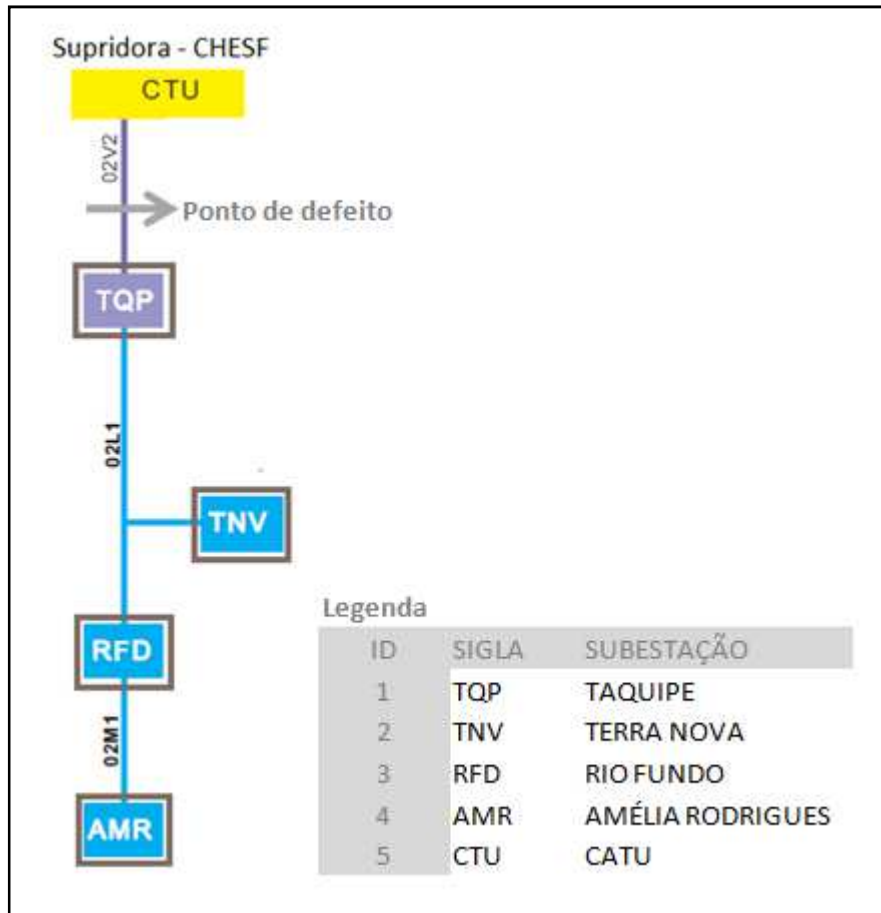 Supridora - CHESF
CTU
02V2
Ponto de defeito
TQP
02L1
TNV
RFD
02M1
AMR
Legenda
ID SIGLA SUBESTAÇÃO
1 TQP TAQUIPE
2 TNV TERRA NOVA
3 RFD RIO FUNDO
4 AMR AMÉLIA RODRIGUES
5 CTU CATU